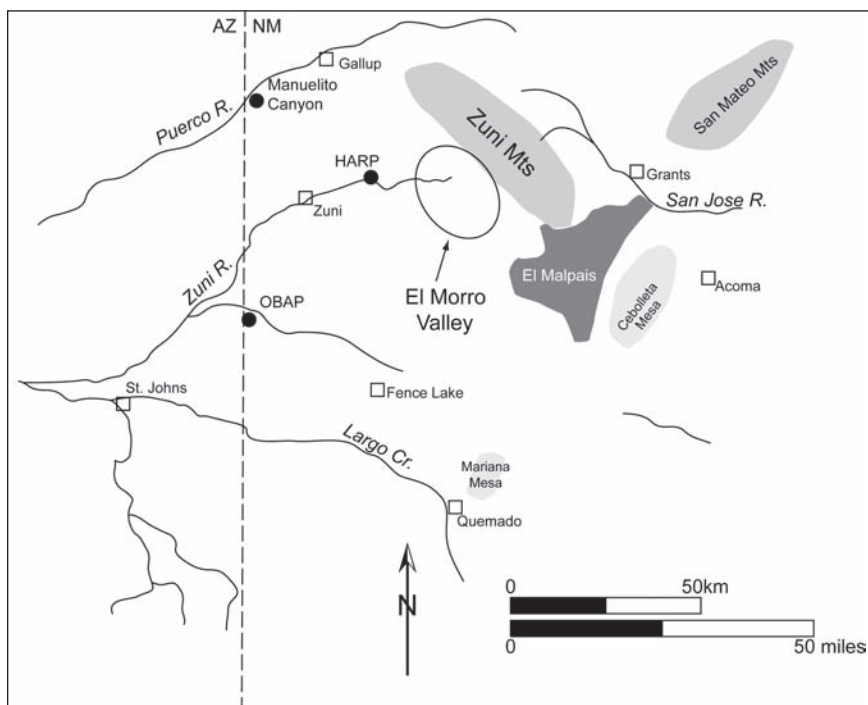 AZ NM
Gallup
Manuelito
Canyon
Puerco R.
San Mateo Mts
Zuni Mts
HARP
Grants
Zuni
San Jose R.
El Malpais
Acoma
Zuni R.
El Morro
Valley
OBAP
Cebolleta
Mesa
St. Johns
Fence Lake
Largo Cr.
Mariana
Mesa
Quemado
N
0 50km
0 50 miles